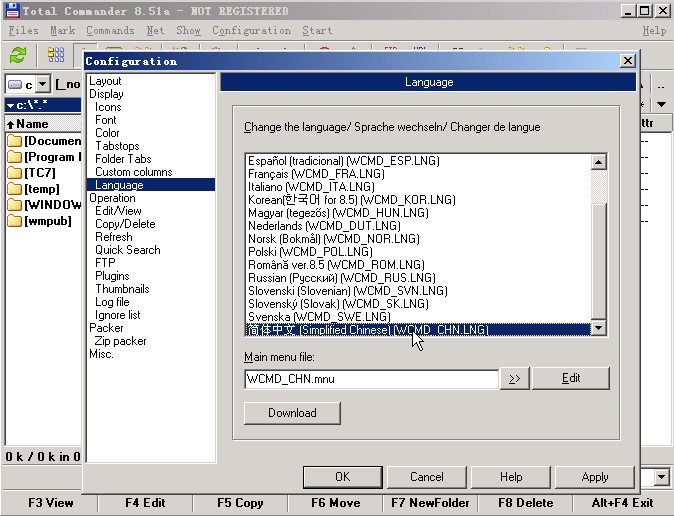 Total Commander 8.51a - NOT REGISTERED
Files Mark Commands Net Show Configuration Start Help
c [_no
c:\*.*
Name
[Documen
[Program
[TC7]
[temp]
[WINDOW
[wmpub]
0 k / 0 k in 0
Configuration
Layout
Display
Icons
Font
Color
Tabstops
Folder Tabs
Custom columns
Language
Operation
Edit/View
Copy/Delete
Refresh
Quick Search
FTP
Plugins
Thumbnails
Log file
Ignore list
Packer
Zip packer
Misc.
Language
Change the language/ Sprache wechseln/ Changer de langue
Español (tradicional) (WCMD_ESP.LNG)
Français (WCMD_FRA.LNG)
Italiano (WCMD_ITA.LNG)
Korean(한국어 for 8.5) (WCMD_KOR.LNG)
Magyar (tegezős) (WCMD_HUN.LNG)
Nederlands (WCMD_DUT.LNG)
Norsk (Bokmål) (WCMD_NOR.LNG)
Polski (WCMD_POL.LNG)
Română ver.8.5 (WCMD_ROM.LNG)
Russian (Русский) (WCMD_RUS.LNG)
Slovenski (Slovenian) (WCMD_SVN.LNG)
Slovenský (Slovak) (WCMD_SK.LNG)
Svenska (WCMD_SWE.LNG)
简体中文 (Simplified Chinese) (WCMD_CHN.LNG)
Main menu file:
WCMD_CHN.mnu >> Edit
Download
OK Cancel Help Apply
..
*
ttr
F3 View F4 Edit F5 Copy F6 Move F7 NewFolder F8 Delete Alt+F4 Exit